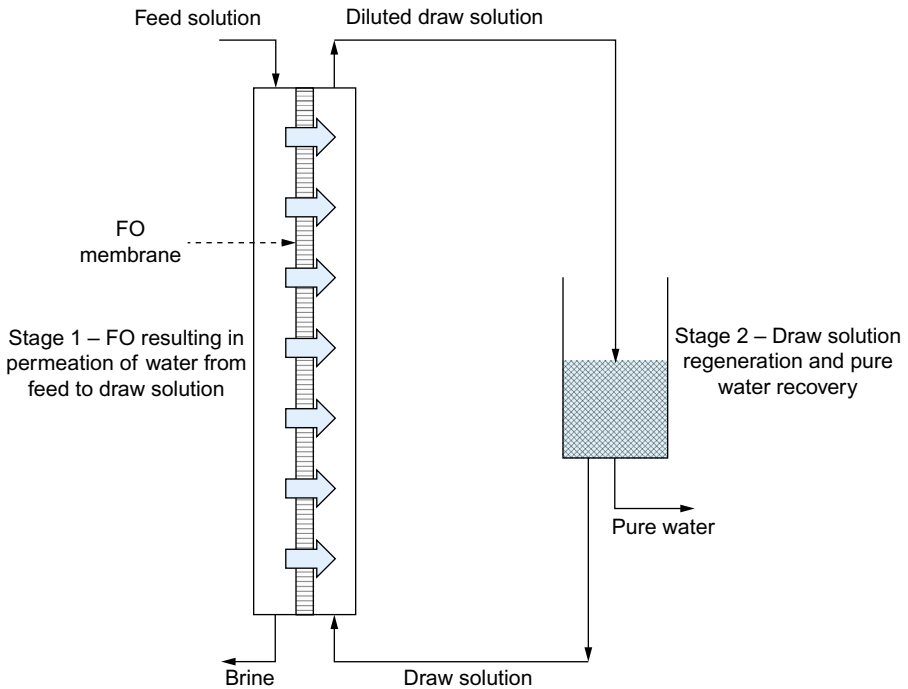 Feed solution
Diluted draw solution
FO
membrane
Stage 1 – FO resulting in
permeation of water from
feed to draw solution
Stage 2 – Draw solution
regeneration and pure
water recovery
Pure water
Brine
Draw solution